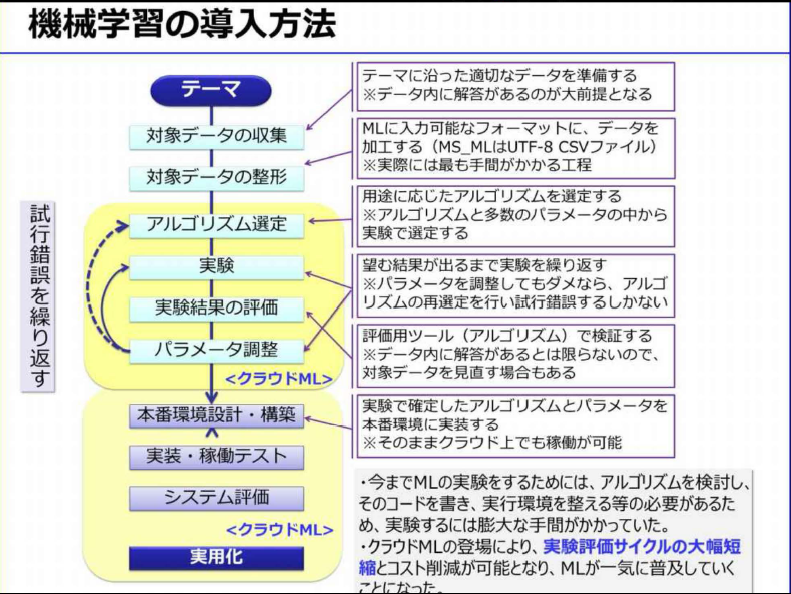 機械学習の導入方法
テーマ
対象データの収集
対象データの整形
アルゴリズム選定
実験
実験結果の評価
パラメータ調整
<クラウドML>
本番環境設計・構築
実装・稼働テスト
システム評価
<クラウドML>
実用化
試行錯誤を繰り返す
テーマに沿った適切なデータを準備する
※データ内に解答があるのが大前提となる
MLに入力可能なフォーマットに、データを
加工する（MS_MLはUTF-8 CSVファイル）
※実際には最も手間がかかる工程
用途に応じたアルゴリズムを選定する
※アルゴリズムと多数のパラメータの中から
実験で選定する
望む結果が出るまで実験を繰り返す
※パラメータを調整してもダメなら、アルゴ
リズムの再選定を行い試行錯誤するしかない
評価用ツール（アルゴリズム）で検証する
※データ内に解答があるとは限らないので、
対象データを見直す場合もある
実験で確定したアルゴリズムとパラメータを
本番環境に実装する
※そのままクラウド上でも稼働が可能
・今までMLの実験をするためには、アルゴリズムを検討し、
そのコードを書き、実行環境を整える等の必要があるた
め、実験するには膨大な手間がかかっていた。
・クラウドMLの登場により、実験評価サイクルの大幅短
縮とコスト削減が可能となり、MLが一気に普及していく
ことになった。